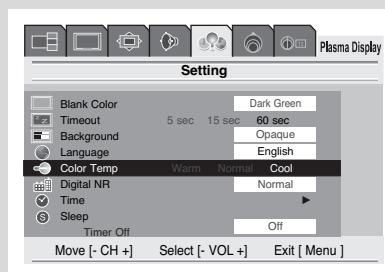 Plasma Display
Setting
Blank Color Dark Green
Timeout 5 sec 15 sec 60 sec
Background Opaque
Language English
Color Temp Warm Normal Cool
Digital NR Normal
Time
Sleep
Timer Off Off
Move [- CH +] Select [- VOL +] Exit [ Menu ]